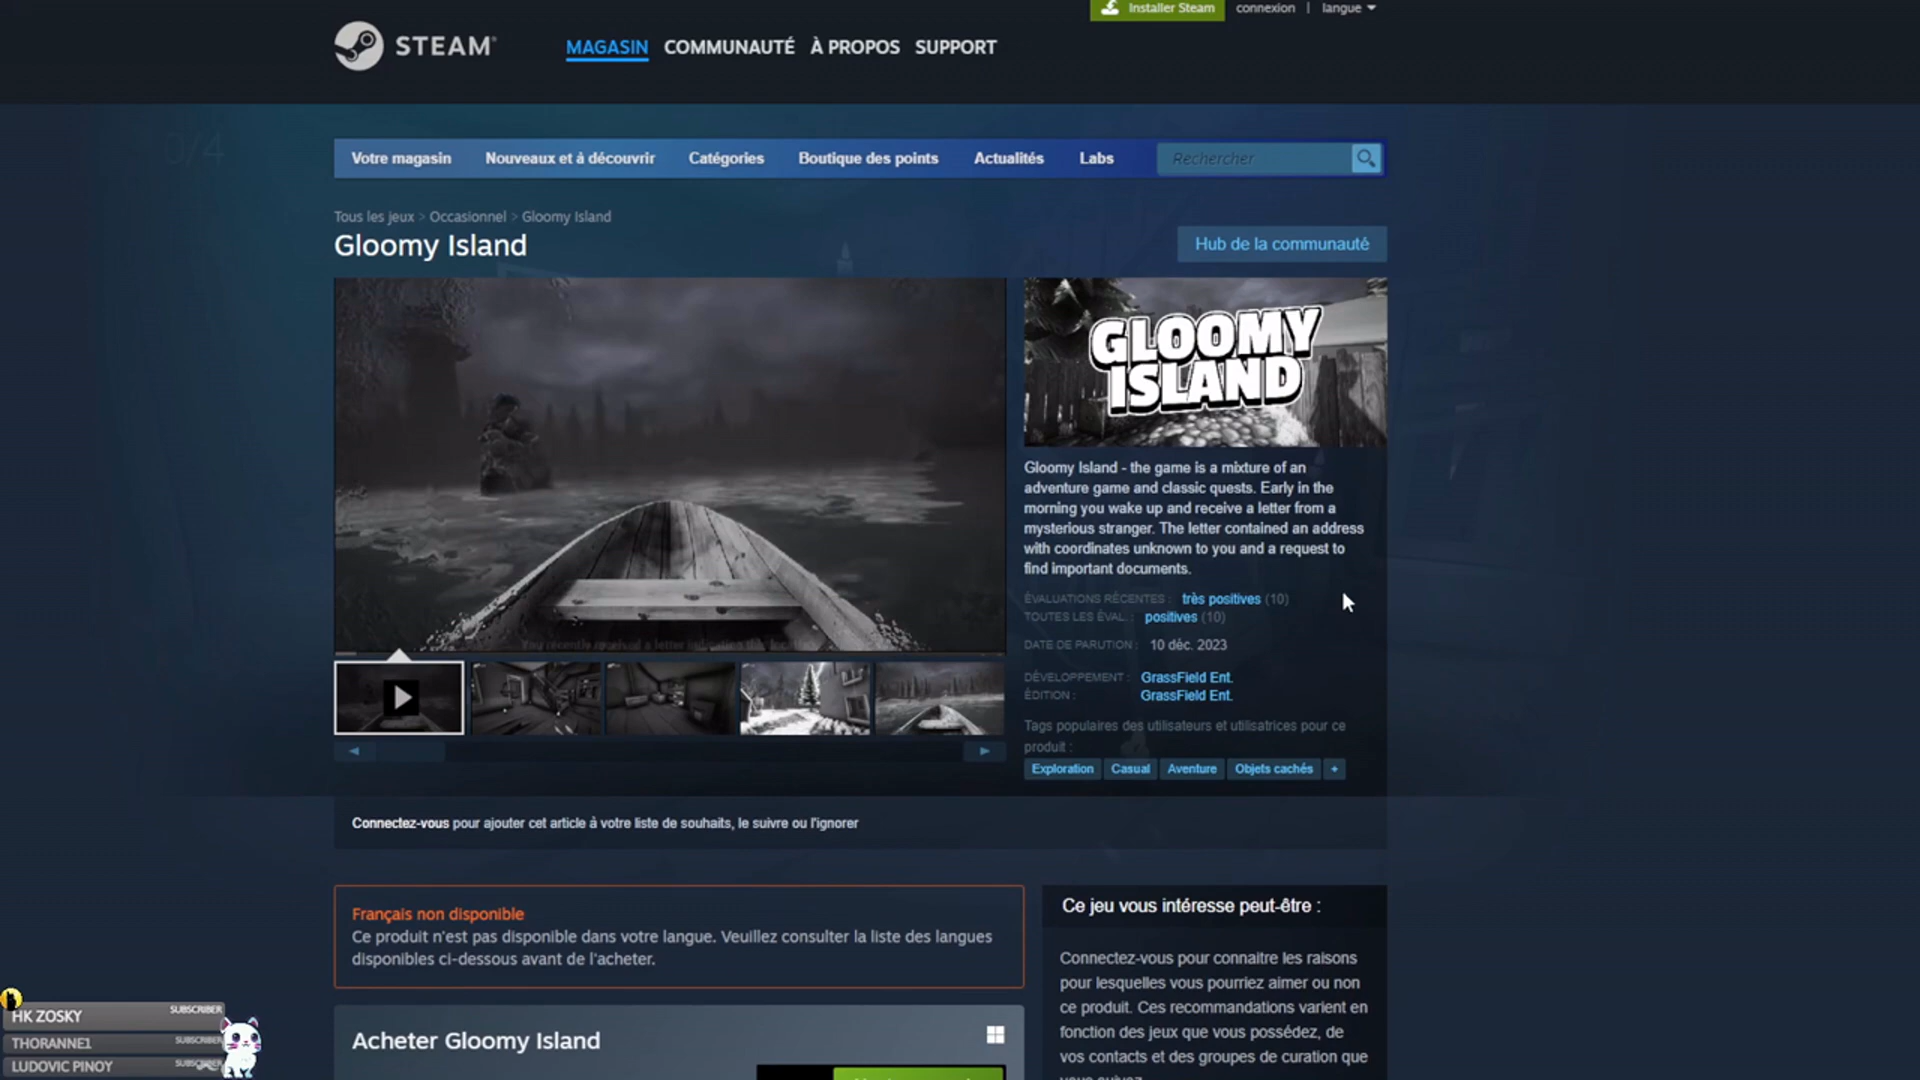 Installer Steam
connexion | langue
STEAM
MAGASIN COMMUNAUTÉ À PROPOS SUPPORT
0/4
Votre magasin Nouveaux et à découvrir Catégories Boutique des points Actualités Labs Rechercher
Tous les jeux > Occasionnel > Gloomy Island
Gloomy Island
Hub de la communauté
GLOOMY
ISLAND
Gloomy Island - the game is a mixture of an
adventure game and classic quests. Early in the
morning you wake up and receive a letter from a
mysterious stranger. The letter contained an address
with coordinates unknown to you and a request to
find important documents.
ÉVALUATIONS RÉCENTES : très positives (10)
TOUTES LES ÉVAL. : positives (10)
DATE DE PARUTION : 10 déc. 2023
DÉVELOPPEMENT : GrassField Ent.
ÉDITION : GrassField Ent.
Tags populaires des utilisateurs et utilisatrices pour ce
produit :
Exploration Casual Aventure Objets cachés +
Connectez-vous pour ajouter cet article à votre liste de souhaits, le suivre ou l'ignorer
Français non disponible
Ce produit n'est pas disponible dans votre langue. Veuillez consulter la liste des langues
disponibles ci-dessous avant de l'acheter.
Acheter Gloomy Island
Ce jeu vous intéresse peut-être :
Connectez-vous pour connaitre les raisons
pour lesquelles vous pourriez aimer ou non
ce produit. Ces recommandations varient en
fonction des jeux que vous possédez, de
vos contacts et des groupes de curation que
HK ZOSKY SUBSCRIBER
THORANNE1 SUBSCRIBER
LUDOVIC PINOY